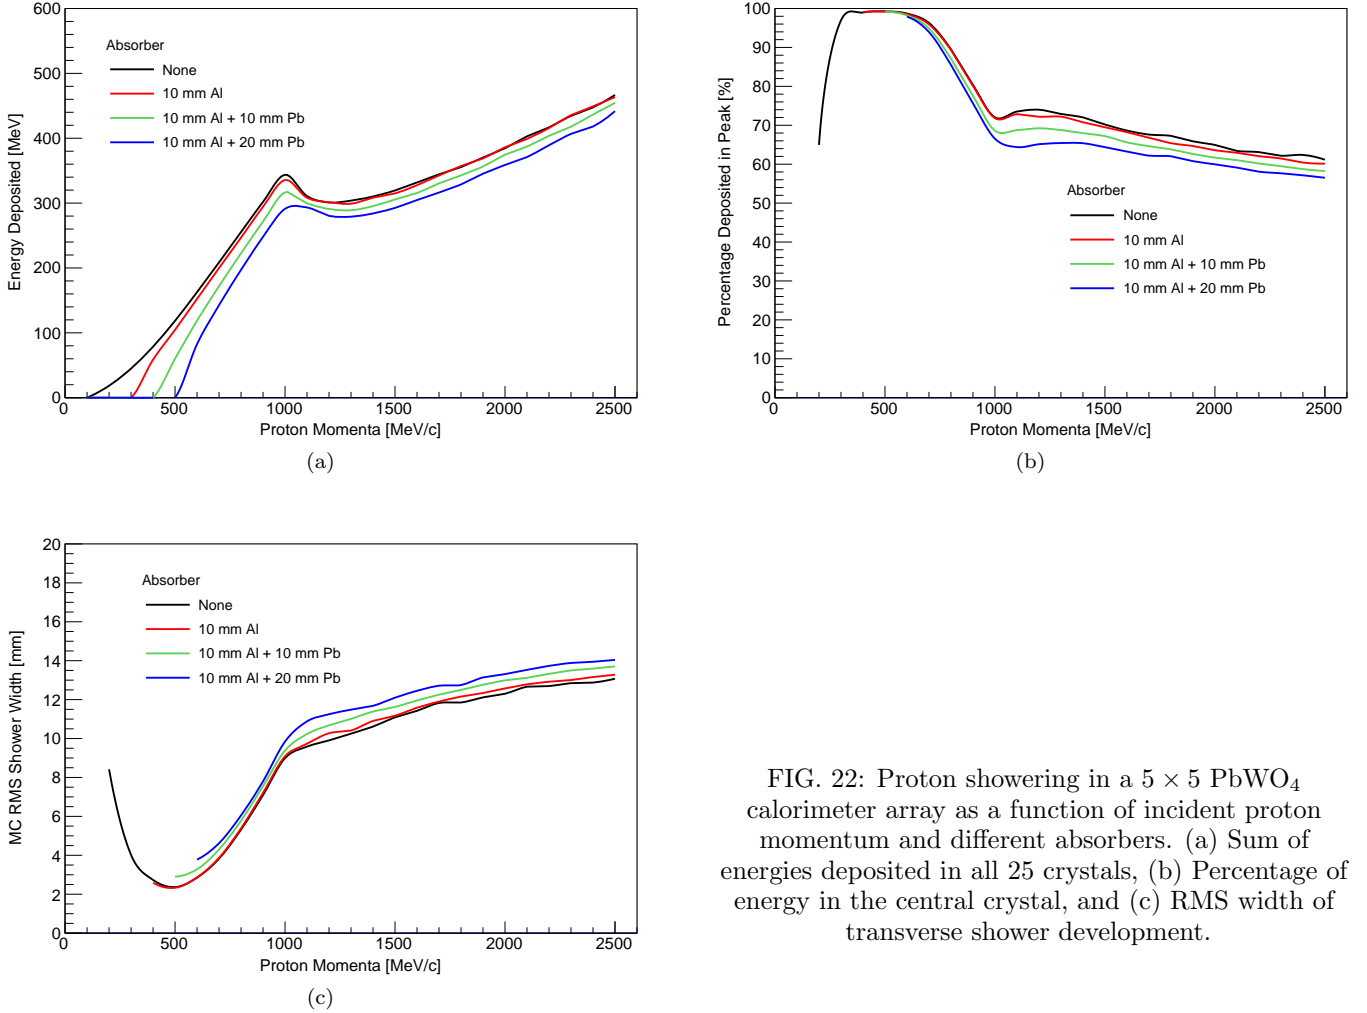 600
500
400
300
200
100
0
Energy Deposited [MeV]
Absorber
None
10 mm Al
10 mm Al + 10 mm Pb
10 mm Al + 20 mm Pb
0 500 1000 1500 2000 2500
Proton Momenta [MeV/c]
(a)
100
90
80
70
60
50
40
30
20
10
0
Percentage Deposited in Peak [%]
Absorber
None
10 mm Al
10 mm Al + 10 mm Pb
10 mm Al + 20 mm Pb
0 500 1000 1500 2000 2500
Proton Momenta [MeV/c]
(b)
20
18
16
14
12
10
8
6
4
2
0
MC RMS Shower Width [mm]
Absorber
None
10 mm Al
10 mm Al + 10 mm Pb
10 mm Al + 20 mm Pb
0 500 1000 1500 2000 2500
Proton Momenta [MeV/c]
(c)
FIG. 22: Proton showering in a 5 × 5 PbWO₄
calorimeter array as a function of incident proton
momentum and different absorbers. (a) Sum of
energies deposited in all 25 crystals, (b) Percentage of
energy in the central crystal, and (c) RMS width of
transverse shower development.